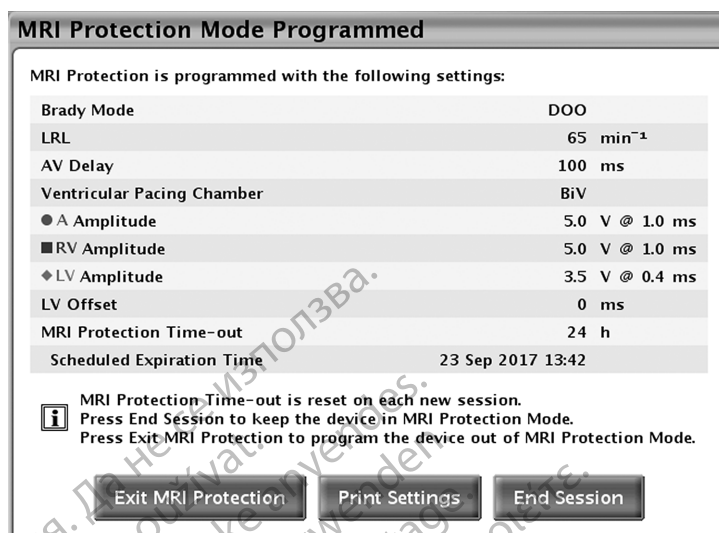 MRI Protection Mode Programmed
MRI Protection is programmed with the following settings:
Brady Mode DOO
LRL 65 min⁻¹
AV Delay 100 ms
Ventricular Pacing Chamber BiV
A Amplitude 5.0 V @ 1.0 ms
RV Amplitude 5.0 V @ 1.0 ms
LV Amplitude 3.5 V @ 0.4 ms
LV Offset 0 ms
MRI Protection Time-out 24 h
Scheduled Expiration Time 23 Sep 2017 13:42
MRI Protection Time-out is reset on each new session.
Press End Session to keep the device in MRI Protection Mode.
Press Exit MRI Protection to program the device out of MRI Protection Mode.
Exit MRI Protection Print Settings End Session
Да не се използва.